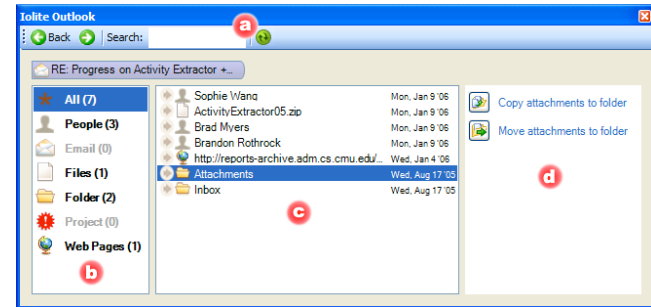 Iolite Outlook
Back Search:
a
RE: Progress on Activity Extractor +...
All (7)
People (3)
Email (0)
Files (1)
Folder (2)
Project (0)
Web Pages (1)
b
Sophie Wang Mon, Jan 9 '06
ActivityExtractor05.zip Mon, Jan 9 '06
Brad Myers Mon, Jan 9 '06
Brandon Rothrock Mon, Jan 9 '06
http://reports-archive.adm.cs.cmu.edu/... Wed, Jan 4 '06
Attachments Wed, Aug 17 '05
Inbox Wed, Aug 17 '05
c
Copy attachments to folder
Move attachments to folder
d